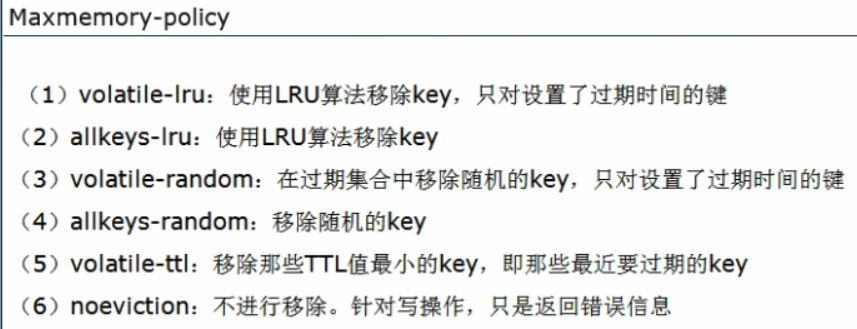 Maxmemory-policy
（1）volatile-lru：使用LRU算法移除key，只对设置了过期时间的键
（2）allkeys-lru：使用LRU算法移除key
（3）volatile-random：在过期集合中移除随机的key，只对设置了过期时间的键
（4）allkeys-random：移除随机的key
（5）volatile-ttl：移除那些TTL值最小的key，即那些最近要过期的key
（6）noeviction：不进行移除。针对写操作，只是返回错误信息